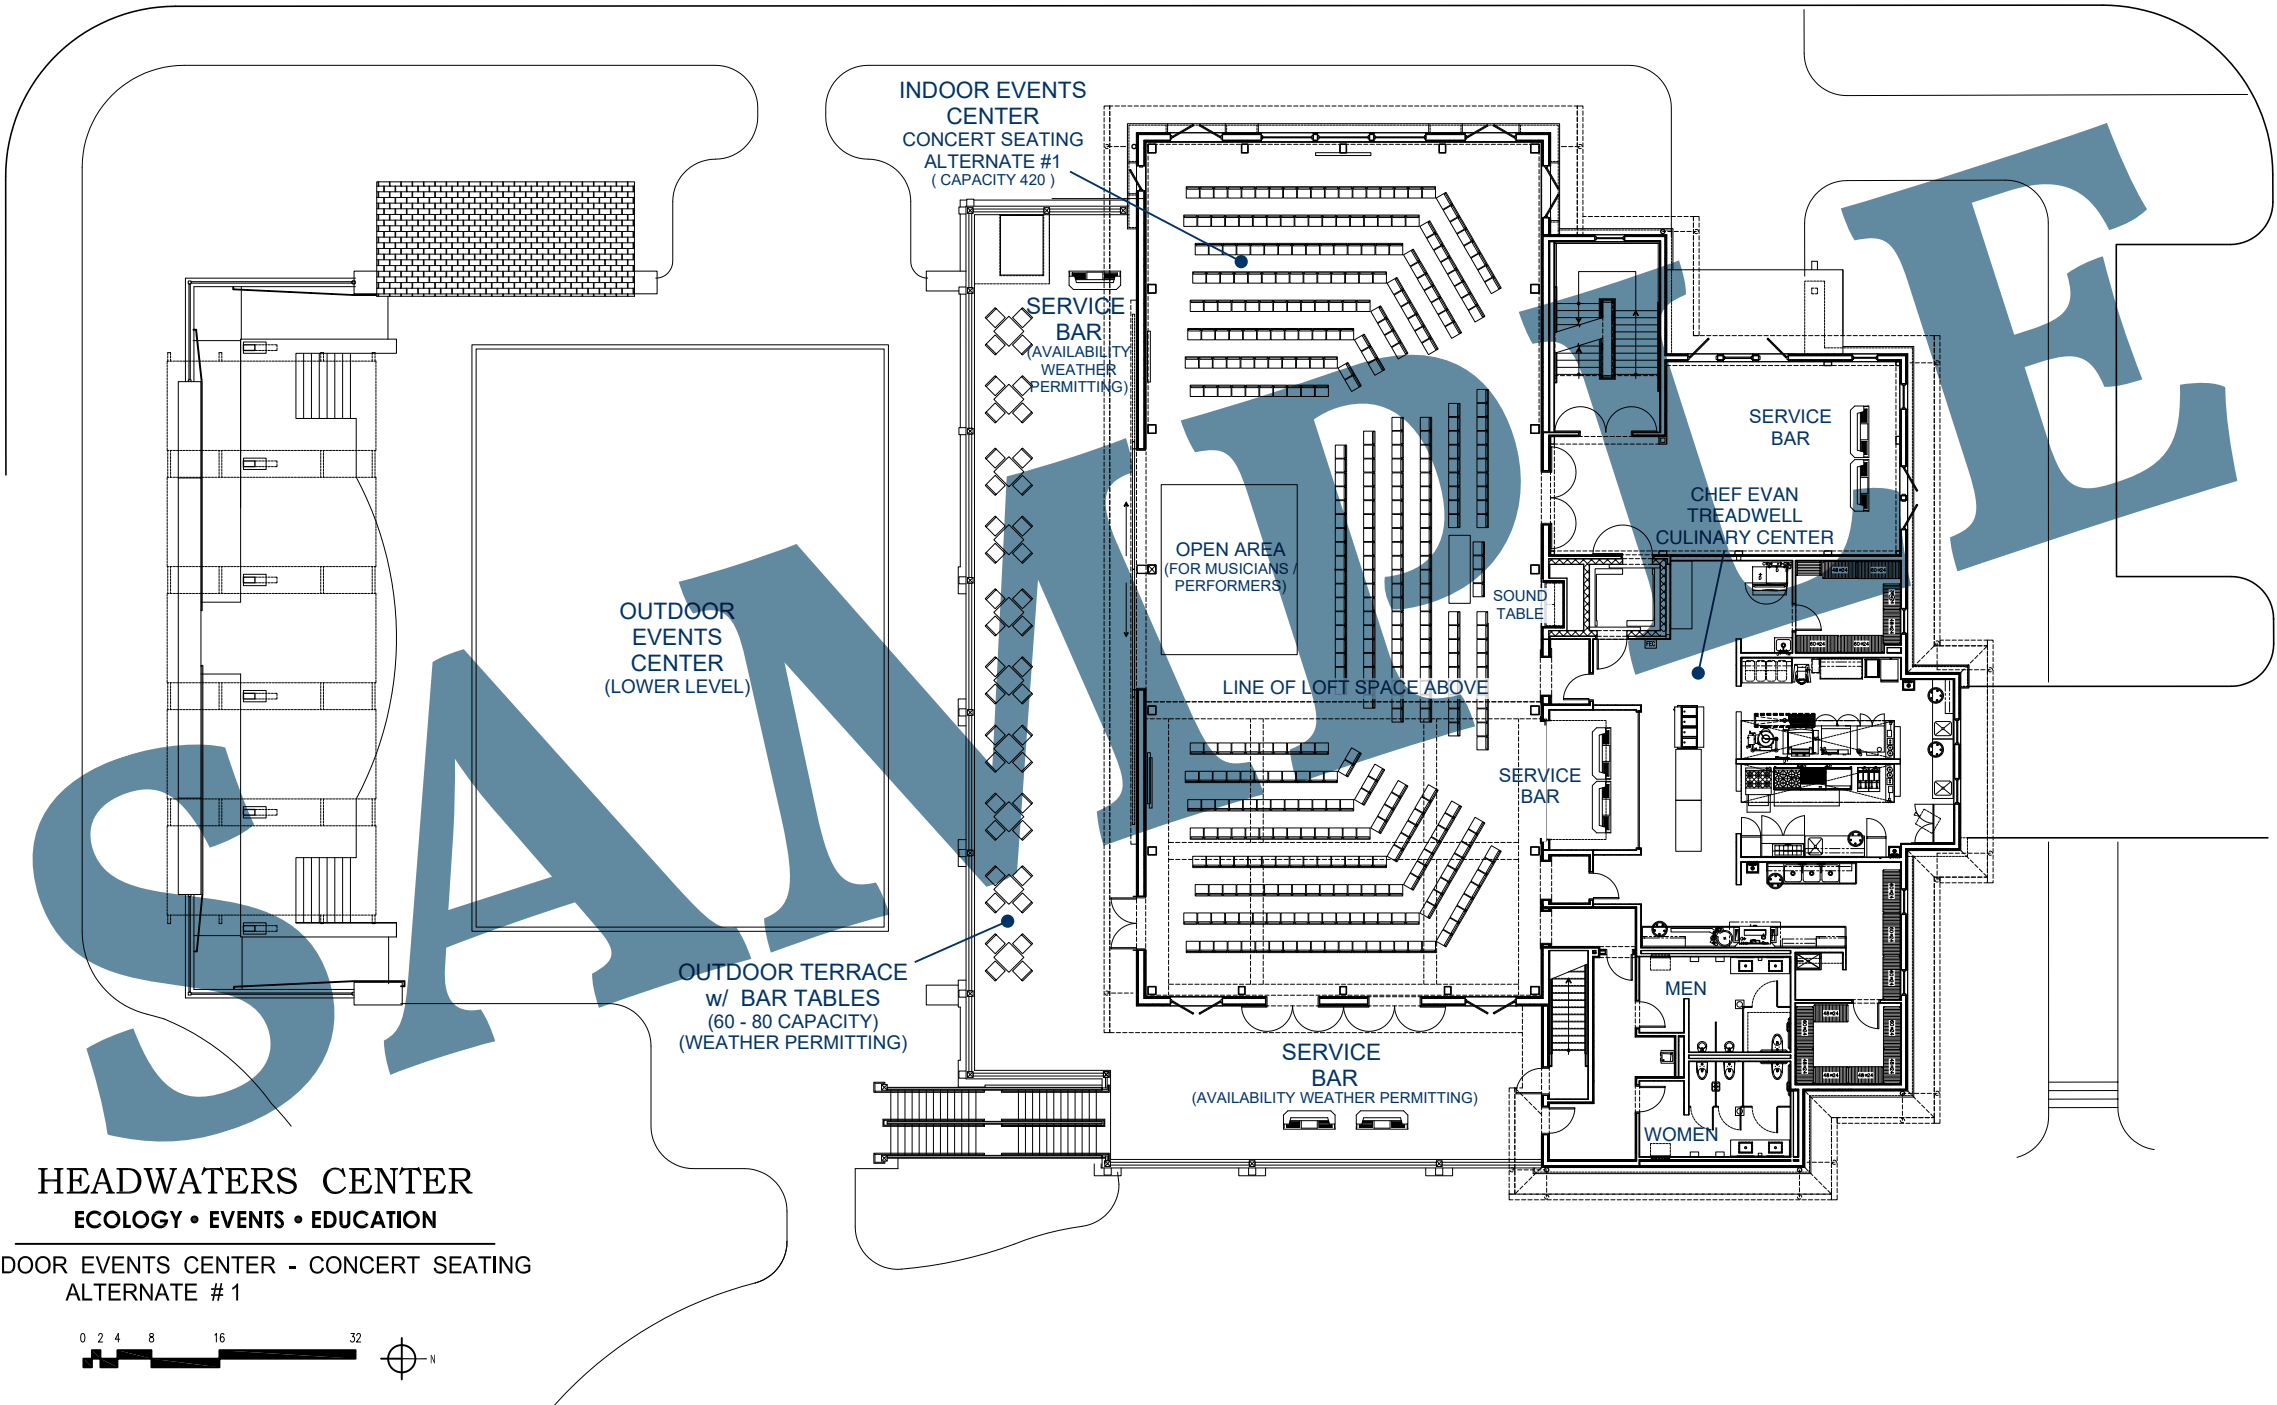 INDOOR EVENTS
CENTER
CONCERT SEATING
ALTERNATE #1
( CAPACITY 420 )
SERVICE
BAR
(AVAILABILITY
WEATHER
PERMITTING)
SERVICE
BAR
CHEF EVAN
TREADWELL
CULINARY CENTER
OPEN AREA
(FOR MUSICIANS /
PERFORMERS)
SOUND
TABLE
OUTDOOR
EVENTS
CENTER
(LOWER LEVEL)
LINE OF LOFT SPACE ABOVE
SERVICE
BAR
OUTDOOR TERRACE
w/ BAR TABLES
(60 - 80 CAPACITY)
(WEATHER PERMITTING)
MEN
SERVICE
BAR
(AVAILABILITY WEATHER PERMITTING)
WOMEN
SAMPLE
HEADWATERS CENTER
ECOLOGY • EVENTS • EDUCATION
DOOR EVENTS CENTER - CONCERT SEATING
ALTERNATE # 1
0 2 4 8 16 32
N